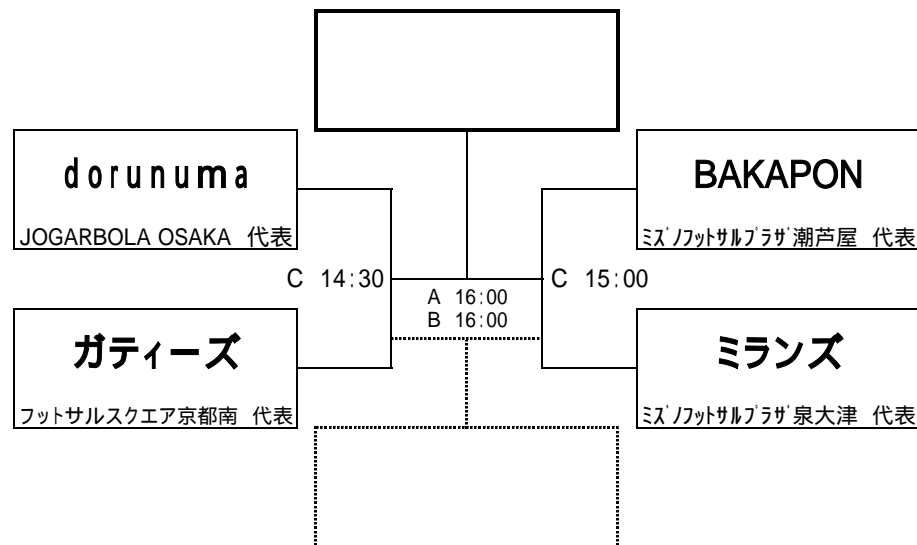 dorunuma
JOGARBOLA OSAKA 代表
BAKAPON
ﾐｽﾞﾉﾌｯﾄｻﾙﾌﾟﾗｻﾞ潮芦屋 代表
C 14:30
A 16:00
B 16:00
C 15:00
ガティーズ
フットサルスクエア京都南 代表
ミランズ
ﾐｽﾞﾉﾌｯﾄｻﾙﾌﾟﾗｻﾞ泉大津 代表